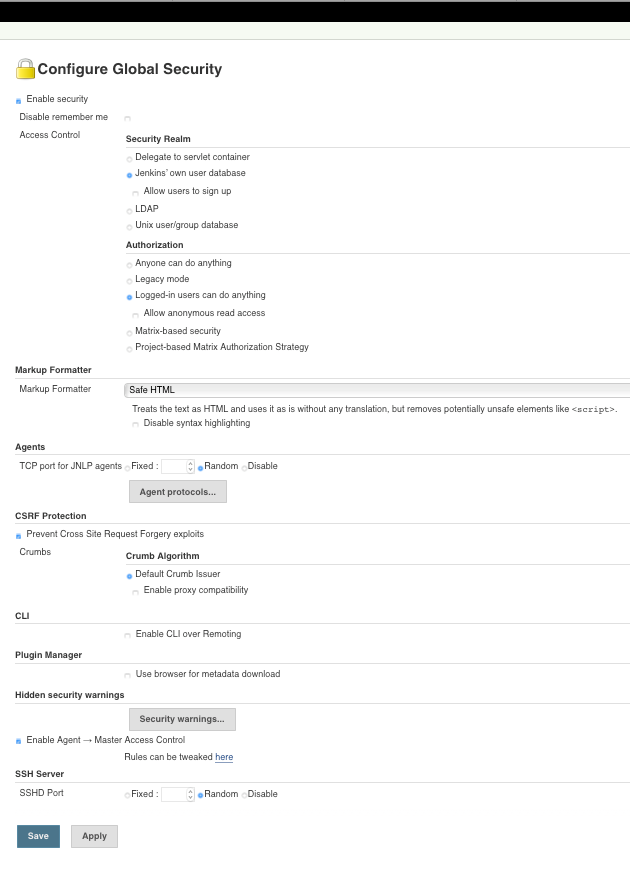 Configure Global Security
Enable security
Disable remember me
Access Control
Security Realm
Delegate to servlet container
Jenkins' own user database
Allow users to sign up
LDAP
Unix user/group database
Authorization
Anyone can do anything
Legacy mode
Logged-in users can do anything
Allow anonymous read access
Matrix-based security
Project-based Matrix Authorization Strategy
Markup Formatter
Markup Formatter Safe HTML
Treats the text as HTML and uses it as is without any translation, but removes potentially unsafe elements like <script>.
Disable syntax highlighting
Agents
TCP port for JNLP agents Fixed : Random Disable
Agent protocols...
CSRF Protection
Prevent Cross Site Request Forgery exploits
Crumbs
Crumb Algorithm
Default Crumb Issuer
Enable proxy compatibility
CLI
Enable CLI over Remoting
Plugin Manager
Use browser for metadata download
Hidden security warnings
Security warnings...
Enable Agent → Master Access Control
Rules can be tweaked here
SSH Server
SSHD Port Fixed : Random Disable
Save Apply